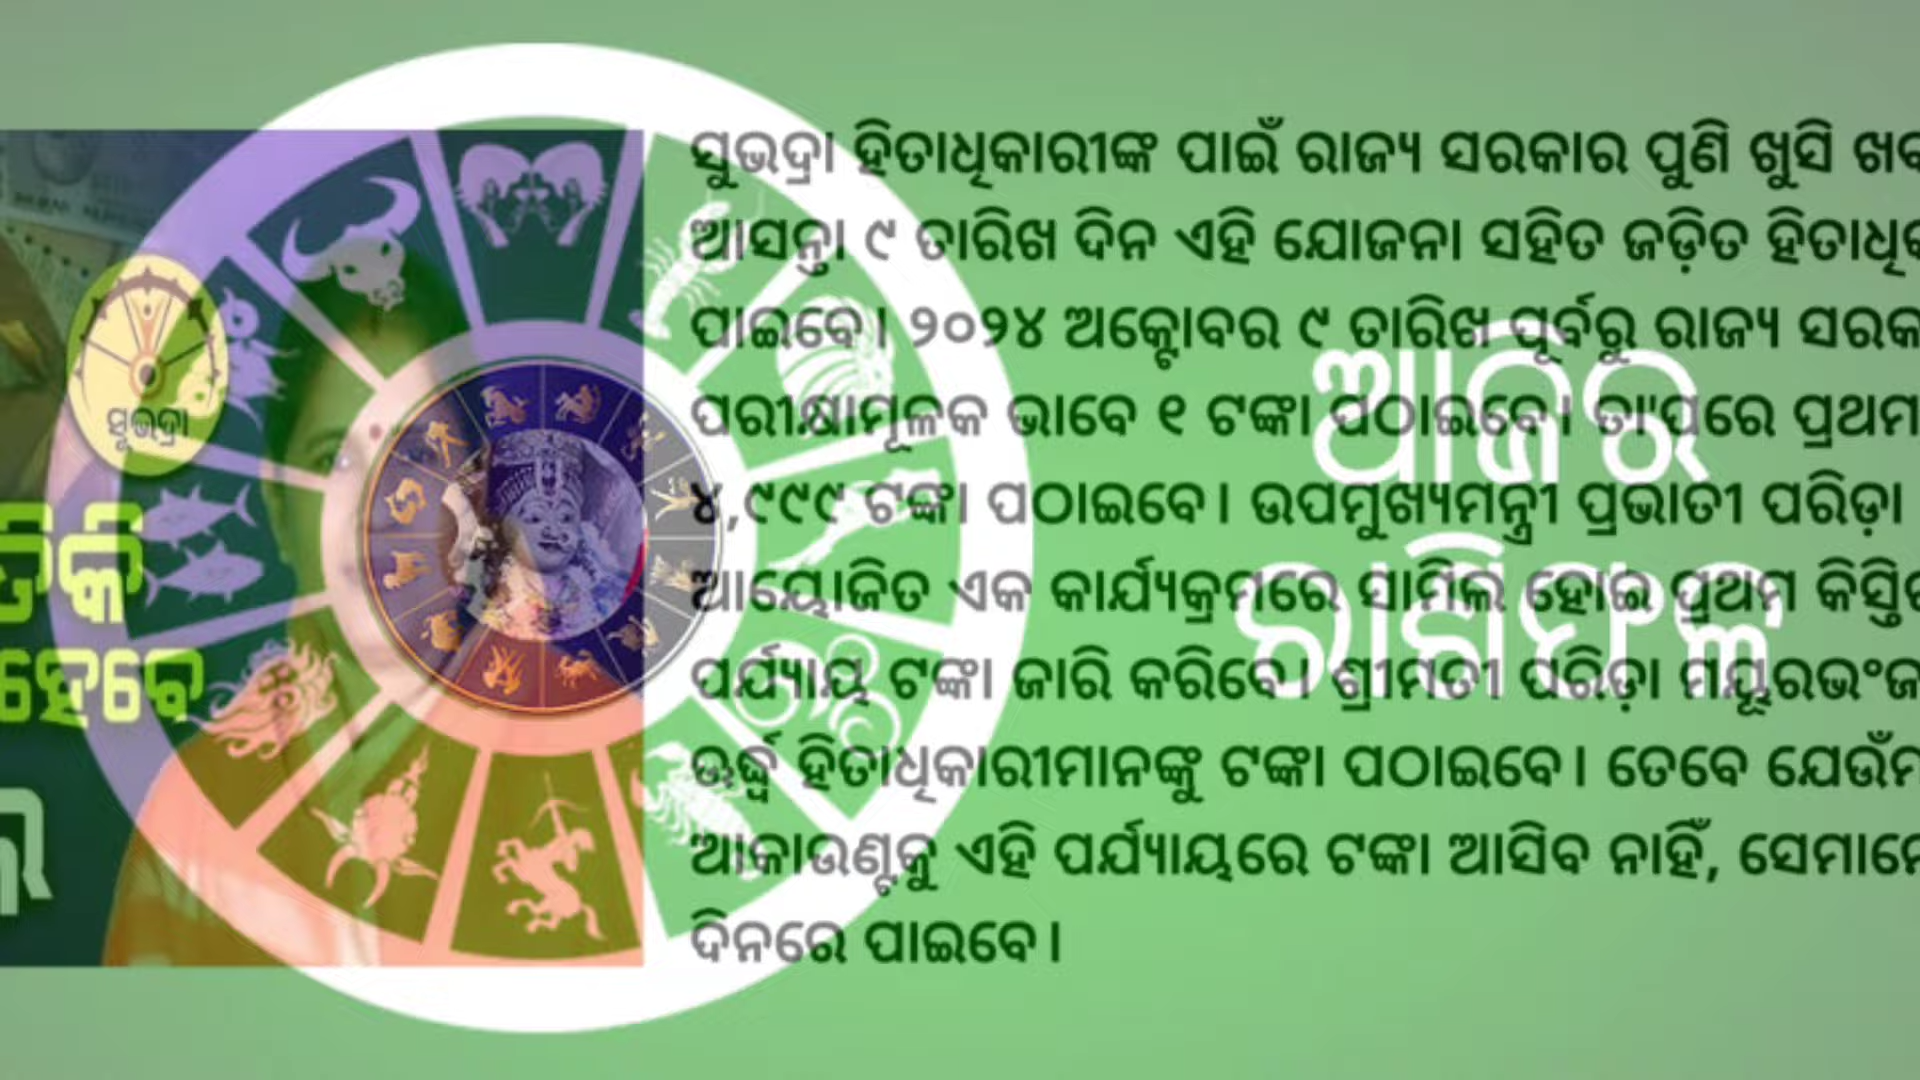 ସୁଭଦ୍ରା ହିତାଧିକାରୀଙ୍କ ପାଇଁ ରାଜ୍ୟ ସରକାର ପୁଣି ଖୁସି
ଆସନ୍ତା ୯ ତାରିଖ ଦିନ ଏହି ଯୋଜନା ସହିତ ଜଡ଼ିତ
ପାଇବେ। ୨୦୨୪ ଅକ୍ଟୋବର ୯ ତାରିଖ ପୂର୍ବରୁ ରାଜ୍ୟ
ପରୀକ୍ଷାମୂଳକ ଭାବେ ୧ ଟଙ୍କା ପଠାଇବେ। ତା'ପରେ ପ୍ରଥମ
୪,୯୯୯ ଟଙ୍କା ପଠାଇବେ। ଉପମୁଖ୍ୟମନ୍ତ୍ରୀ ପ୍ରଭାତୀ ପରିଡ଼ା
ଆୟୋଜିତ ଏକ କାର୍ଯ୍ୟକ୍ରମରେ ସାମିଲ ହୋଇ ପ୍ରଥମ
ପର୍ଯ୍ୟାୟ ଟଙ୍କା ଜାରି କରିବେ। ଶ୍ରୀମତୀ ପରିଡ଼ା
ଊର୍ଦ୍ଧ୍ୱ ହିତାଧିକାରୀମାନଙ୍କୁ ଟଙ୍କା ପଠାଇବେ। ତେବେ
ଆକାଉଣ୍ଟକୁ ଏହି ପର୍ଯ୍ୟାୟରେ ଟଙ୍କା ଆସିବ ନାହିଁ,
ଦିନରେ ପାଇବେ।
ଆଜିର
ରାଶିଫଳ
ସୁଭଦ୍ରା
ହେବେ